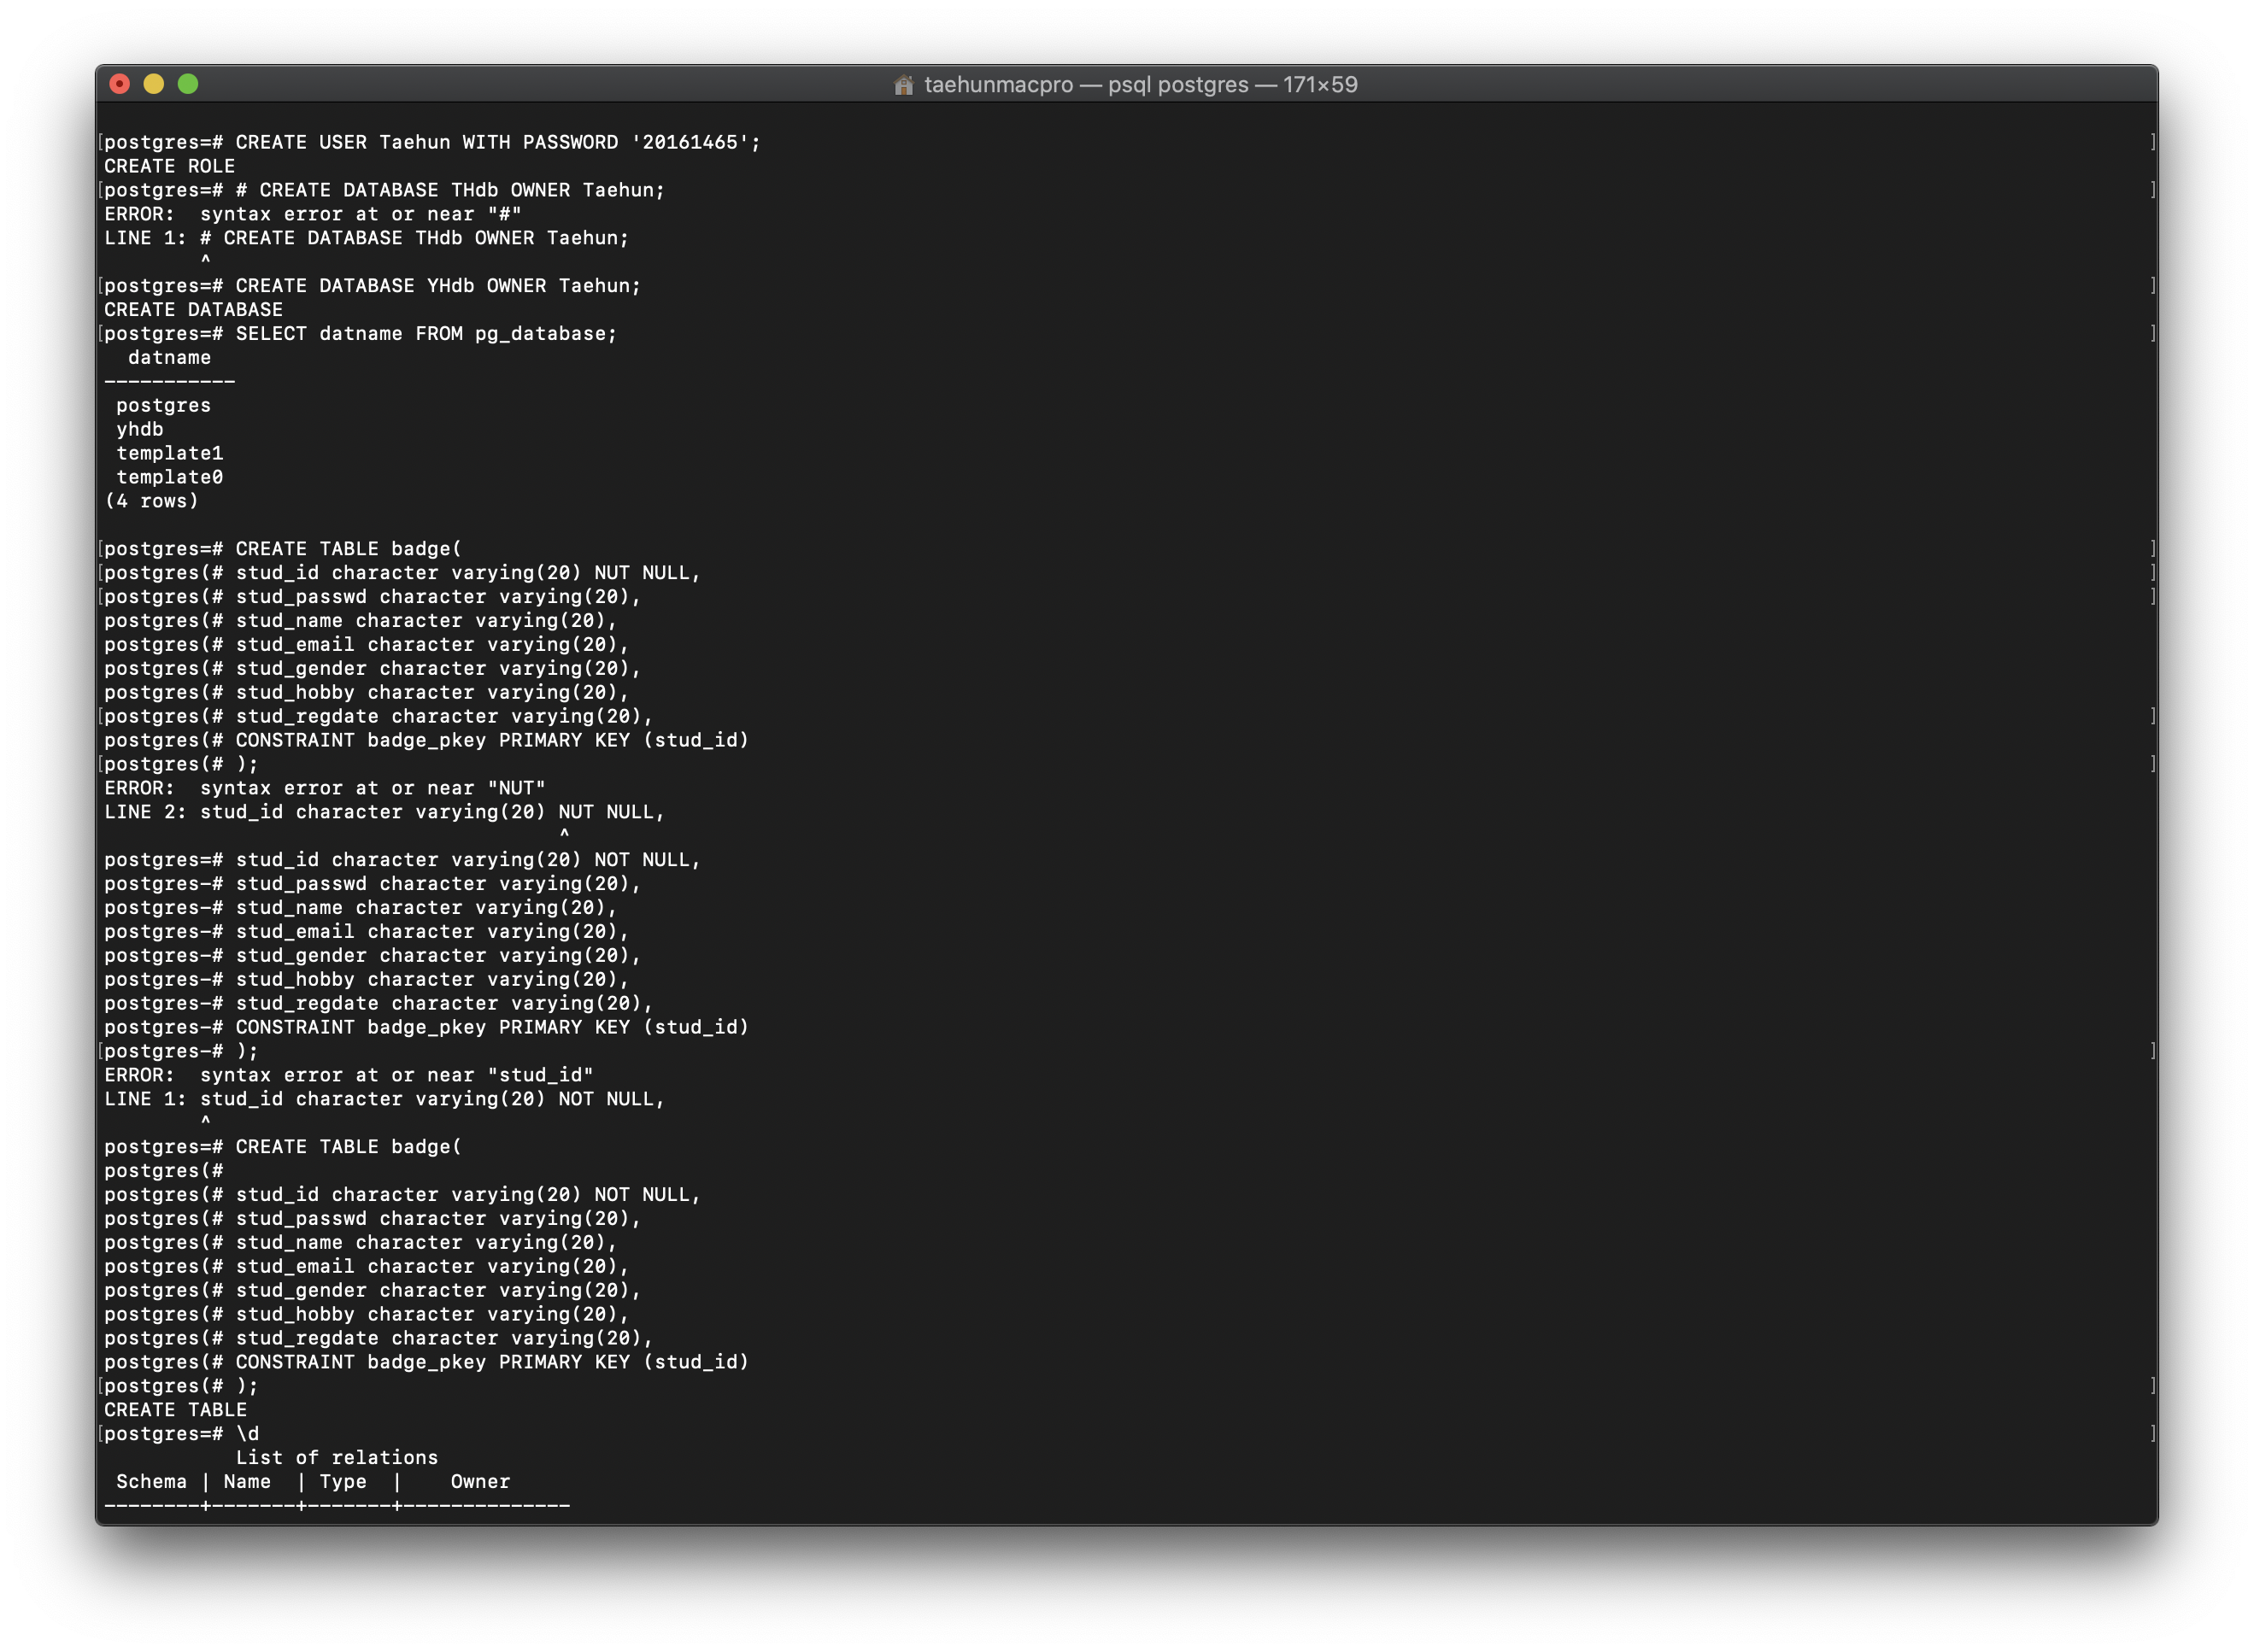 taehunmacpro — psql postgres — 171×59
[postgres=# CREATE USER Taehun WITH PASSWORD '20161465'; ]
CREATE ROLE
[postgres=# # CREATE DATABASE THdb OWNER Taehun; ]
ERROR:  syntax error at or near "#"
LINE 1: # CREATE DATABASE THdb OWNER Taehun;
        ^
[postgres=# CREATE DATABASE YHdb OWNER Taehun; ]
CREATE DATABASE
[postgres=# SELECT datname FROM pg_database; ]
  datname
-----------
 postgres
 yhdb
 template1
 template0
(4 rows)
[postgres=# CREATE TABLE badge( ]
[postgres(# stud_id character varying(20) NUT NULL, ]
[postgres(# stud_passwd character varying(20), ]
postgres(# stud_name character varying(20),
postgres(# stud_email character varying(20),
postgres(# stud_gender character varying(20),
postgres(# stud_hobby character varying(20),
[postgres(# stud_regdate character varying(20), ]
postgres(# CONSTRAINT badge_pkey PRIMARY KEY (stud_id)
[postgres(# ); ]
ERROR:  syntax error at or near "NUT"
LINE 2: stud_id character varying(20) NUT NULL,
                                      ^
postgres=# stud_id character varying(20) NOT NULL,
postgres-# stud_passwd character varying(20),
postgres-# stud_name character varying(20),
postgres-# stud_email character varying(20),
postgres-# stud_gender character varying(20),
postgres-# stud_hobby character varying(20),
postgres-# stud_regdate character varying(20),
postgres-# CONSTRAINT badge_pkey PRIMARY KEY (stud_id)
[postgres-# ); ]
ERROR:  syntax error at or near "stud_id"
LINE 1: stud_id character varying(20) NOT NULL,
        ^
postgres=# CREATE TABLE badge(
postgres(#
postgres(# stud_id character varying(20) NOT NULL,
postgres(# stud_passwd character varying(20),
postgres(# stud_name character varying(20),
postgres(# stud_email character varying(20),
postgres(# stud_gender character varying(20),
postgres(# stud_hobby character varying(20),
postgres(# stud_regdate character varying(20),
postgres(# CONSTRAINT badge_pkey PRIMARY KEY (stud_id)
[postgres(# ); ]
CREATE TABLE
[postgres=# \d ]
           List of relations
 Schema | Name  | Type  |    Owner
--------+-------+-------+--------------